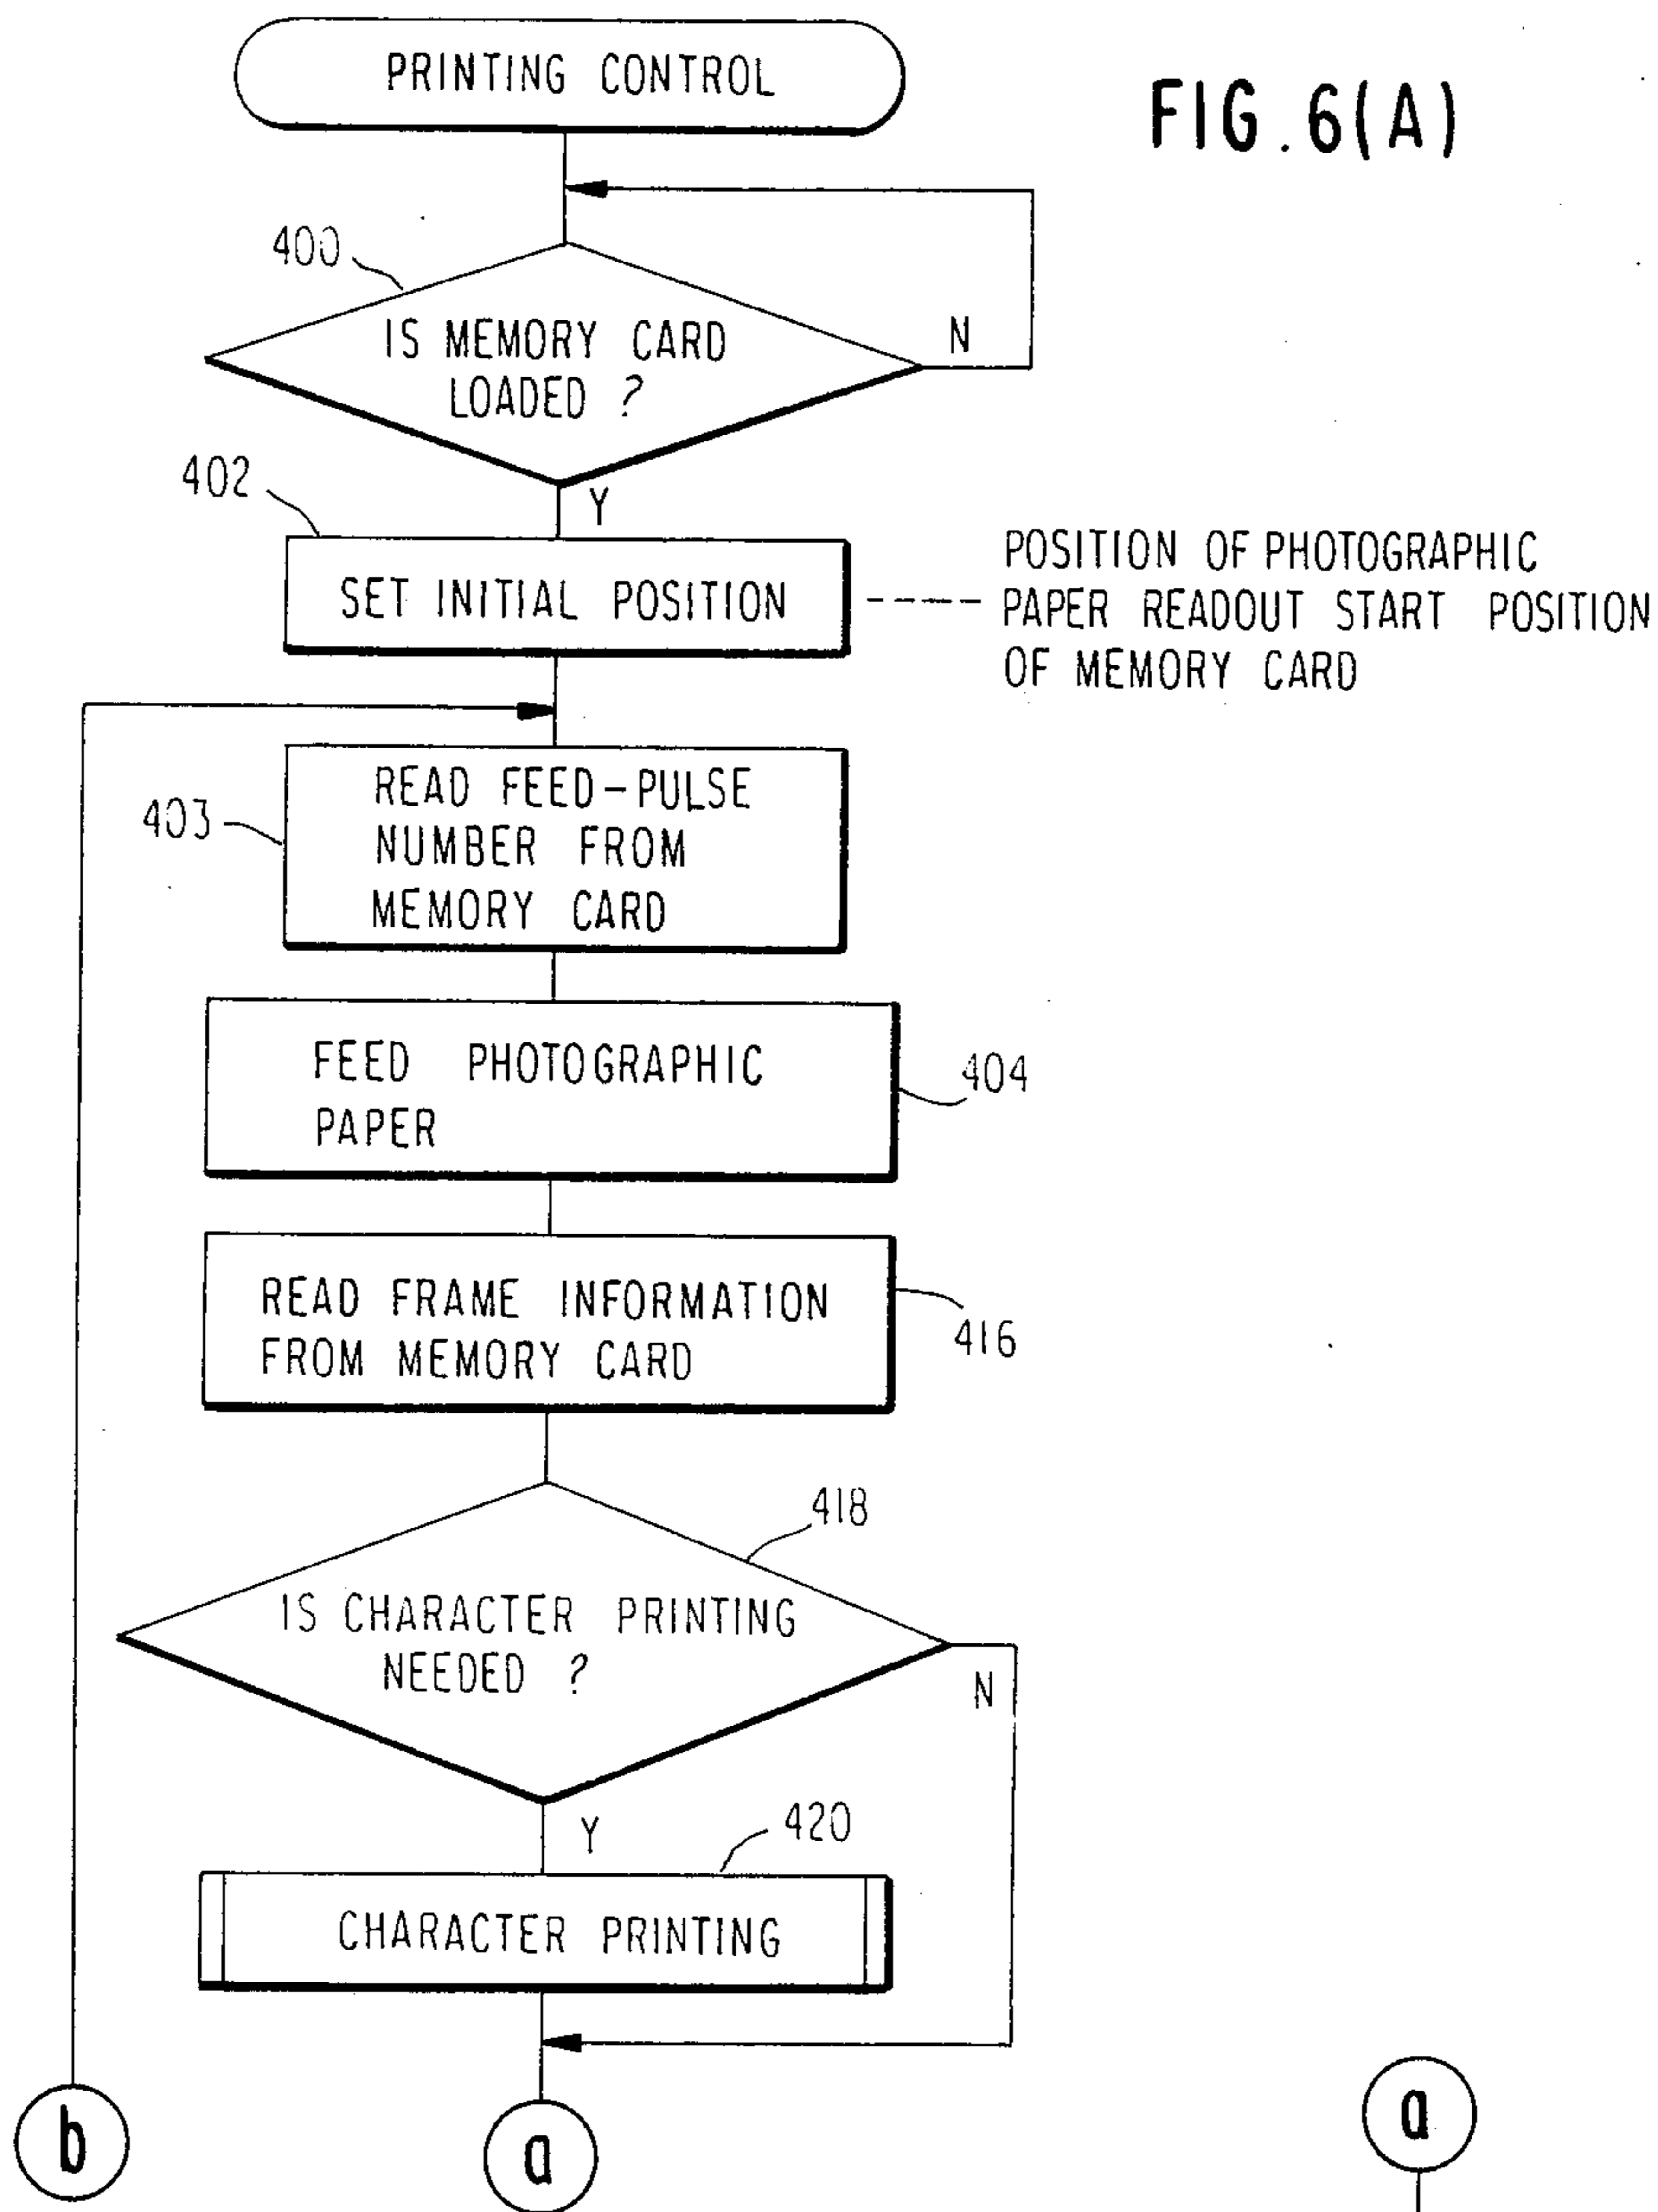 PRINTING CONTROL
FIG. 6(A)
400
IS MEMORY CARD
LOADED ?
N
402
Y
SET INITIAL POSITION
POSITION OF PHOTOGRAPHIC
PAPER READOUT START POSITION
OF MEMORY CARD
403
READ FEED-PULSE
NUMBER FROM
MEMORY CARD
FEED PHOTOGRAPHIC
PAPER
404
READ FRAME INFORMATION
FROM MEMORY CARD
416
418
IS CHARACTER PRINTING
NEEDED ?
N
Y
420
CHARACTER PRINTING
b
a
a